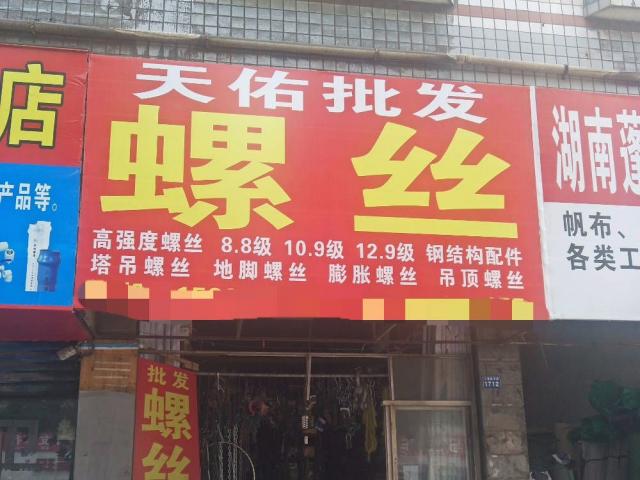 店
产品等。
天佑批发
螺丝
高强度螺丝 8.8级 10.9级 12.9级 钢结构配件
塔吊螺丝 地脚螺丝 膨胀螺丝 吊顶螺丝
湖南蓬
帆布、
各类工
1712
批发
螺丝